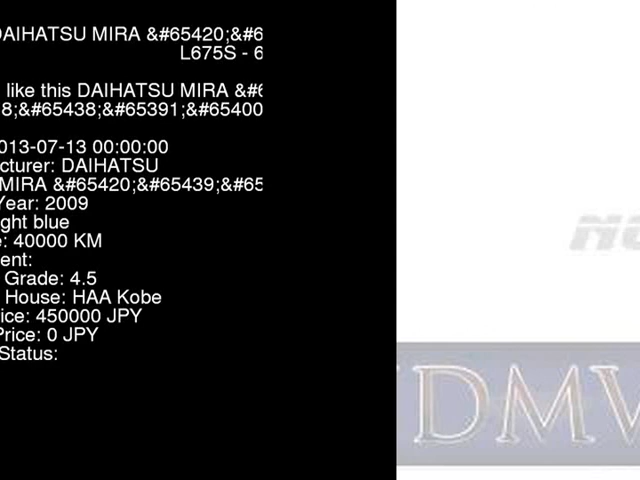 DAIHATSU MIRA &#65420;&#6
L675S - 6
like this DAIHATSU MIRA &#6
8;&#65438;&#65391;&#65400
013-07-13 00:00:00
cturer: DAIHATSU
MIRA &#65420;&#65439;&#65
Year: 2009
ght blue
e: 40000 KM
ent:
Grade: 4.5
House: HAA Kobe
ice: 450000 JPY
Price: 0 JPY
Status:
DMV